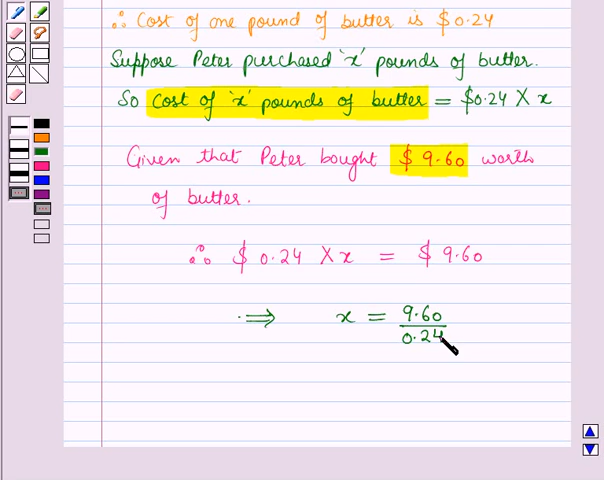 ∴ Cost of one pound of butter is $0.24
Suppose Peter purchased 'x' pounds of butter.
So Cost of 'x' pounds of butter = $0.24 X x
Given that Peter bought $ 9.60 worth
of butter.
∴ $ 0.24 X x = $ 9.60
⇒ x = 9.60
0.24